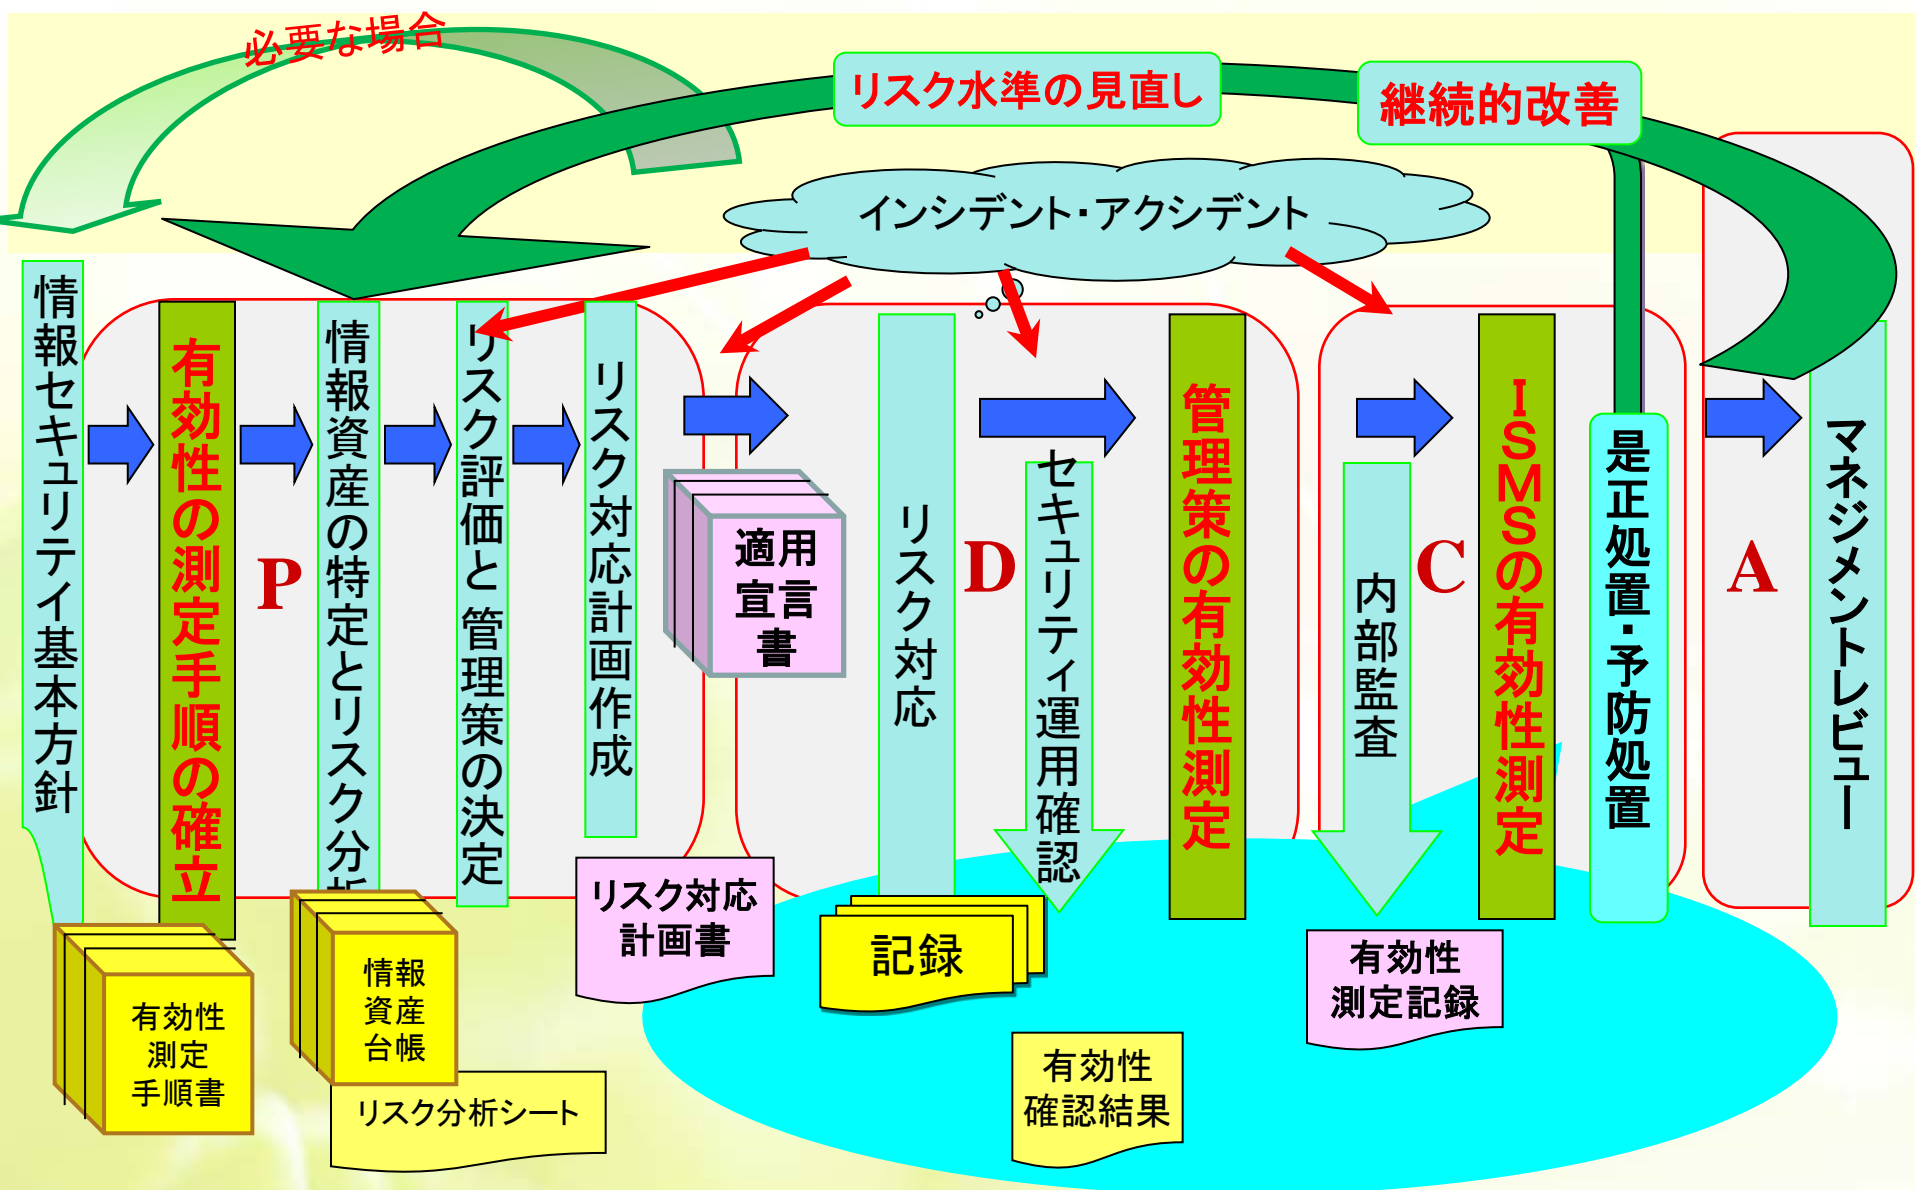 必要な場合
リスク水準の見直し
継続的改善
インシデント・アクシデント
情報セキュリテイ基本方針
有効性の測定手順の確立
P
情報資産の特定とリスク分析
リスク評価と管理策の決定
リスク対応計画作成
適用
宣言
書
リスク対応
D
セキュリティ運用確認
管理策の有効性測定
内部監査
C
ISMSの有効性測定
是正処置・予防処置
A
マネジメントレビュー
有効性
測定
手順書
情報
資産
台帳
リスク分析シート
リスク対応
計画書
記録
有効性
確認結果
有効性
測定記録